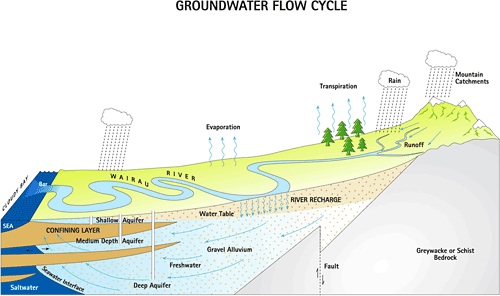 GROUNDWATER FLOW CYCLE
Rain
Mountain
Catchments
Transpiration
Evaporation
Runoff
CLOUDY BAY
Bar
WAIRAU RIVER
RIVER RECHARGE
Water Table
Shallow Aquifer
SEA
CONFINING LAYER
Medium Depth Aquifer
Gravel Alluvium
Greywacke or Schist
Bedrock
Freshwater
Fault
Seawater Interface
Saltwater
Deep Aquifer